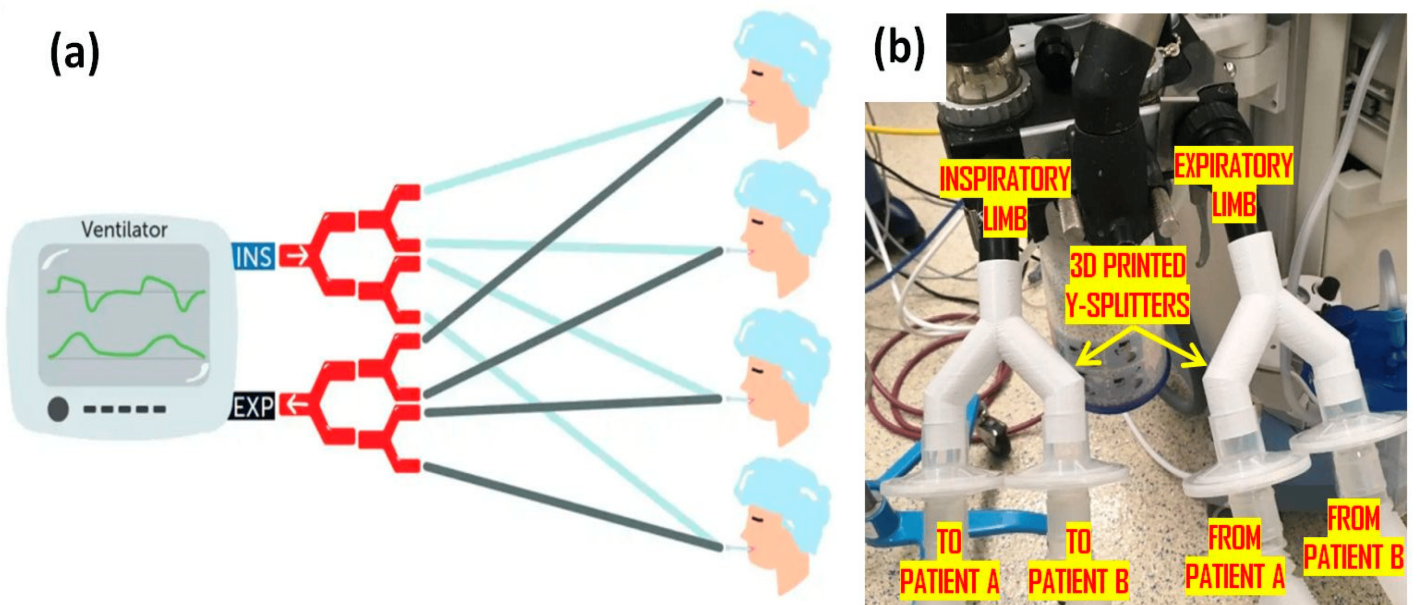 (a)
Ventilator
INS
EXP
(b)
INSPIRATORY
LIMB
EXPIRATORY
LIMB
3D PRINTED
Y-SPLITTERS
TO
PATIENT A
TO
PATIENT B
FROM
PATIENT A
FROM
PATIENT B